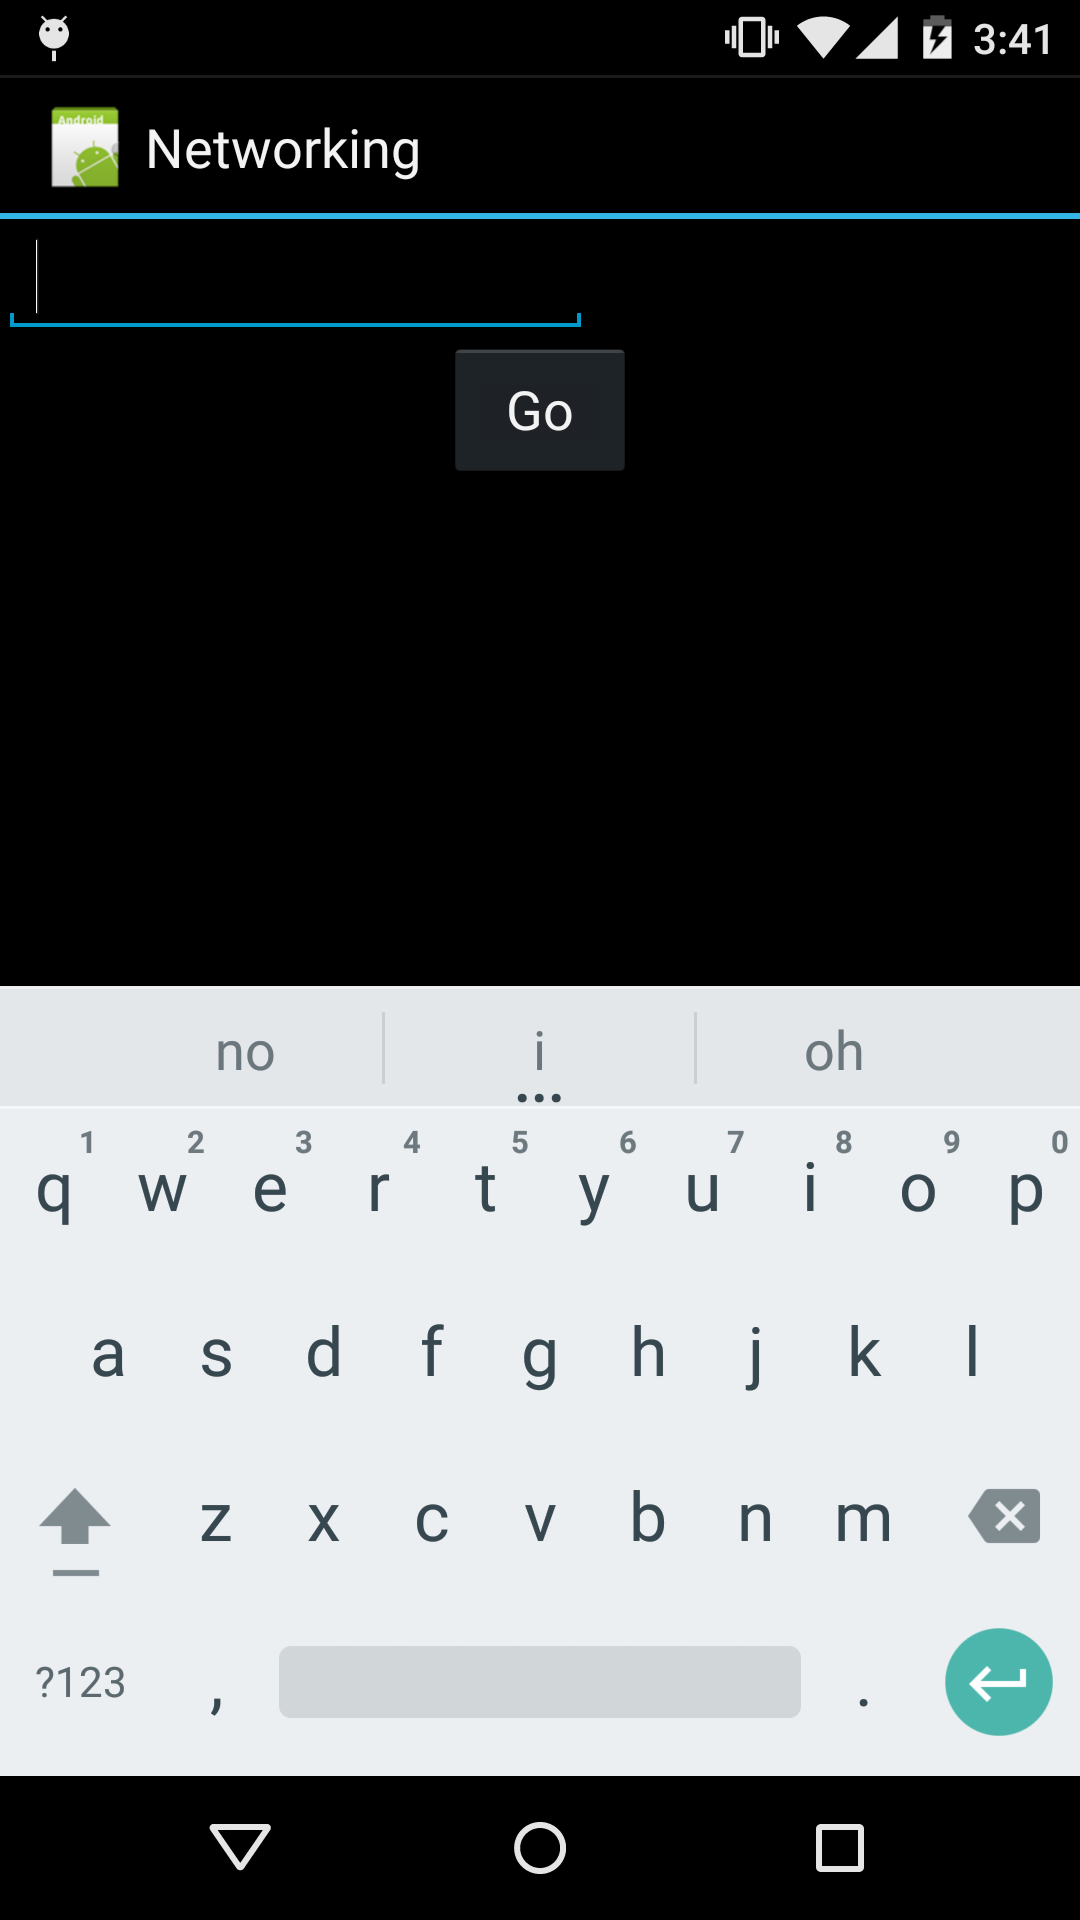 3:41
Android
Networking
Go
no i oh
1 2 3 4 5 6 7 8 9 0
q w e r t y u i o p
a s d f g h j k l
z x c v b n m
?123 , .